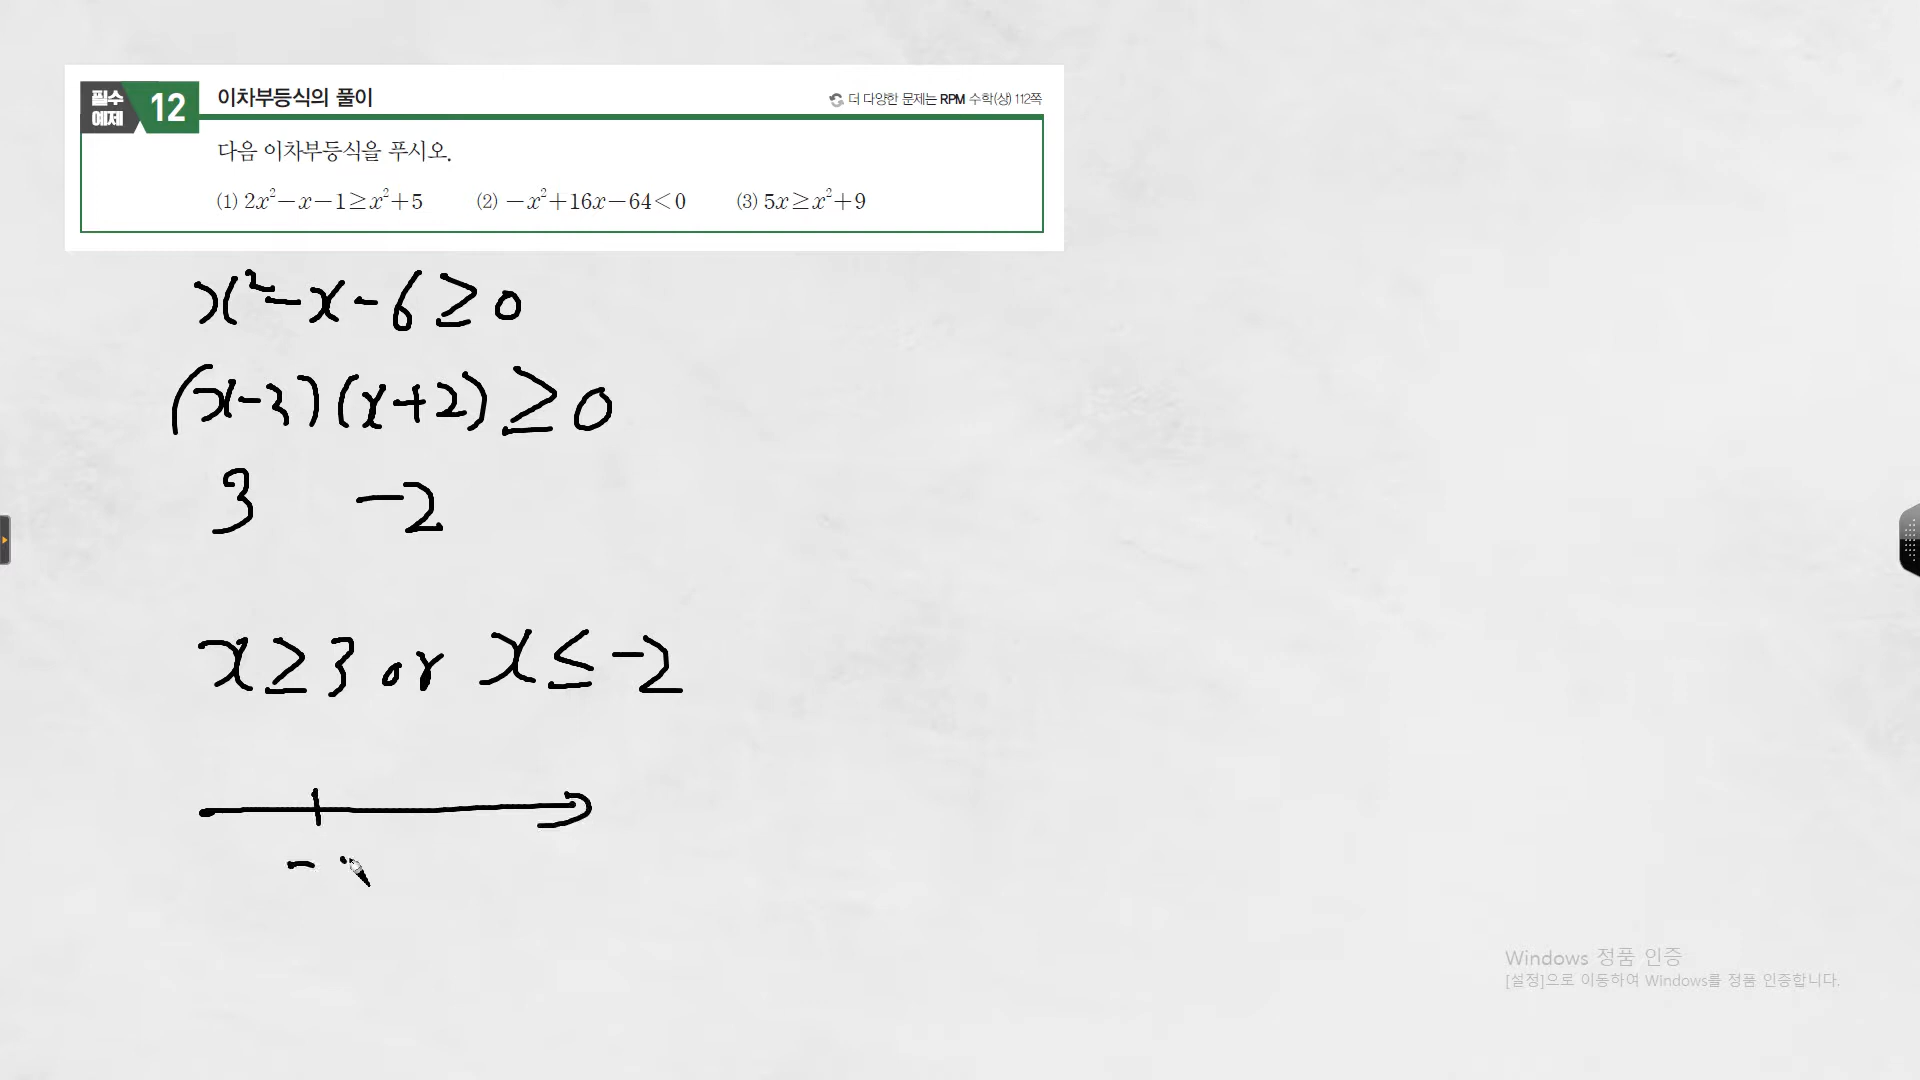 필수 예제 12 이차부등식의 풀이 더 다양한 문제는 RPM 수학(상) 112쪽
다음 이차부등식을 푸시오.
(1) 2x²−x−1≥x²+5 (2) −x²+16x−64<0 (3) 5x≥x²+9
x²-x-6≥0
(x-3)(x+2)≥0
3 -2
x≥3 or x≤-2
-
Windows 정품 인증
[설정]으로 이동하여 Windows를 정품 인증합니다.